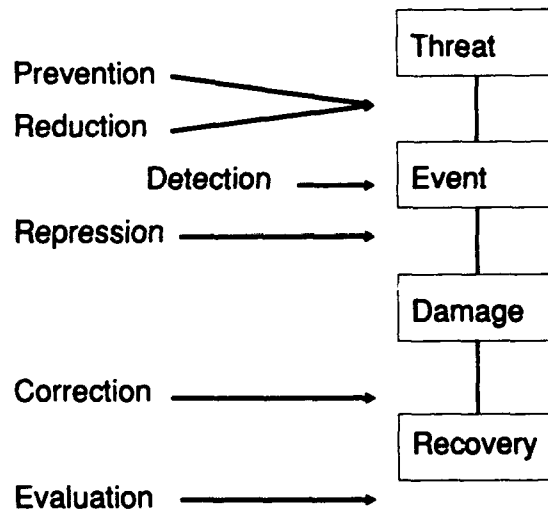 Threat
Prevention
Reduction
Detection
Event
Repression
Damage
Correction
Recovery
Evaluation